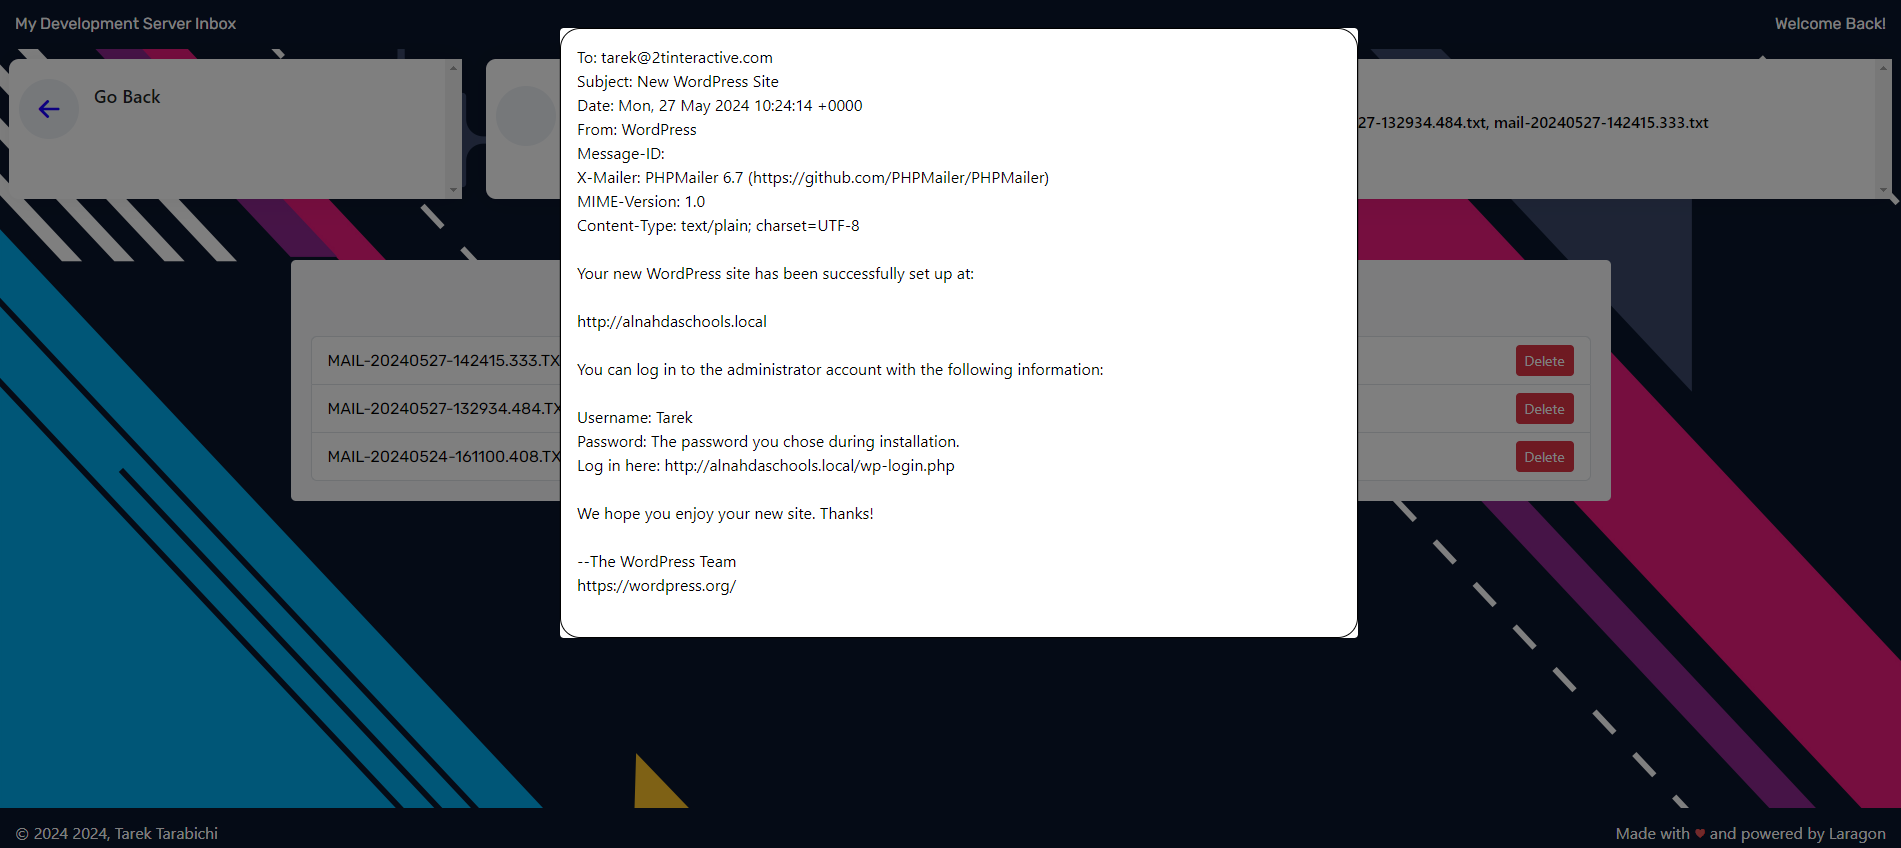 My Development Server Inbox
Welcome Back!
Go Back
27-132934.484.txt, mail-20240527-142415.333.txt
To: tarek@2tinteractive.com
Subject: New WordPress Site
Date: Mon, 27 May 2024 10:24:14 +0000
From: WordPress
Message-ID:
X-Mailer: PHPMailer 6.7 (https://github.com/PHPMailer/PHPMailer)
MIME-Version: 1.0
Content-Type: text/plain; charset=UTF-8
Your new WordPress site has been successfully set up at:
http://alnahdaschools.local
You can log in to the administrator account with the following information:
Username: Tarek
Password: The password you chose during installation.
Log in here: http://alnahdaschools.local/wp-login.php
We hope you enjoy your new site. Thanks!
--The WordPress Team
https://wordpress.org/
MAIL-20240527-142415.333.TX
Delete
MAIL-20240527-132934.484.TX
Delete
MAIL-20240524-161100.408.TX
Delete
© 2024 2024, Tarek Tarabichi
Made with ♥ and powered by Laragon